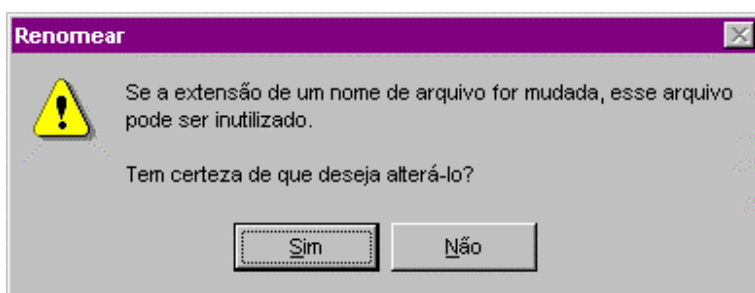 Renomear
Se a extensão de um nome de arquivo for mudada, esse arquivo
pode ser inutilizado.
Tem certeza de que deseja alterá-lo?
Sim
Não